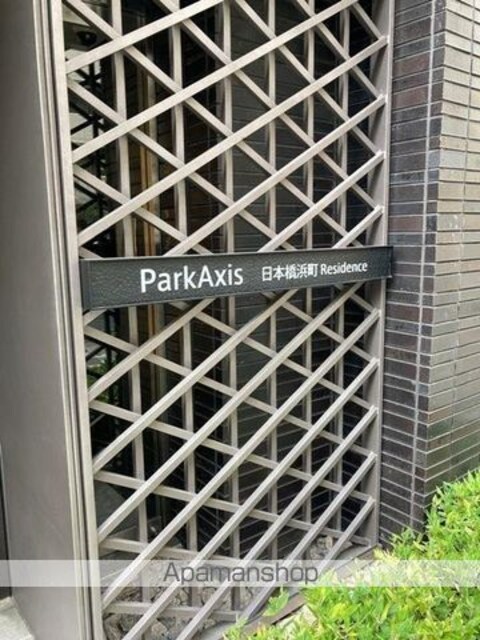 ParkAxis 日本橋浜町 Residence
Apamanshop